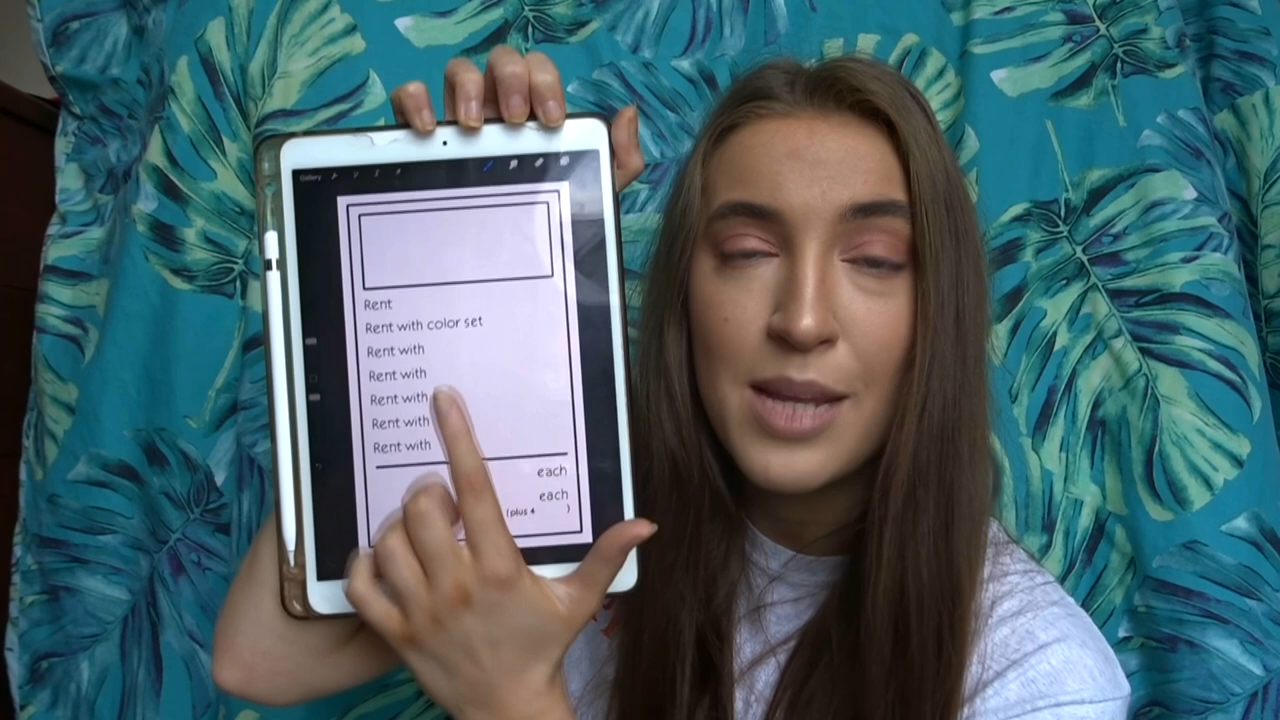 Gallery
Rent
Rent with color set
Rent with
Rent with
Rent with
Rent with
Rent with
each
each
(plus 4 )